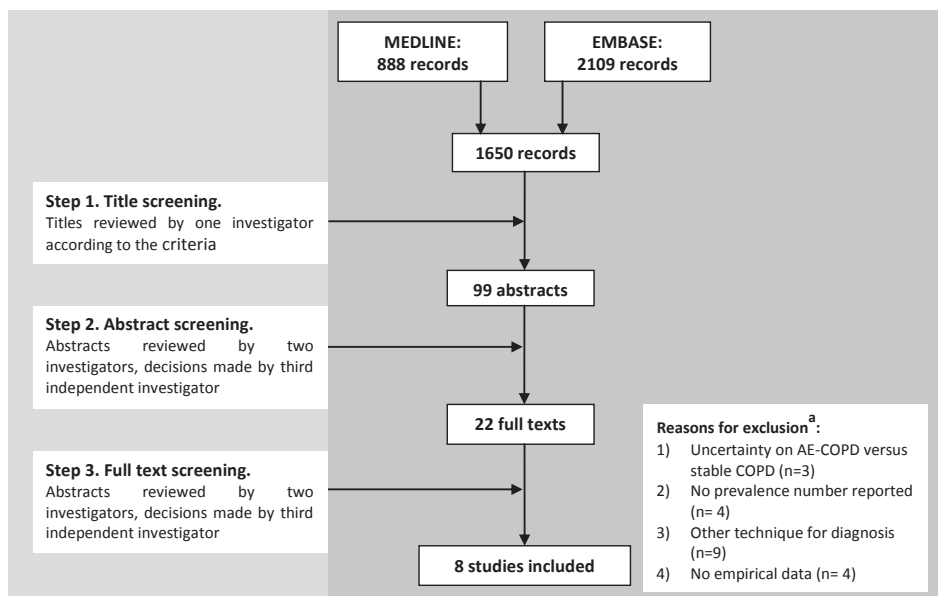 MEDLINE:
888 records
EMBASE:
2109 records
1650 records
Step 1. Title screening.
Titles reviewed by one investigator
according to the criteria
99 abstracts
Step 2. Abstract screening.
Abstracts reviewed by two
investigators, decisions made by third
independent investigator
22 full texts
Step 3. Full text screening.
Abstracts reviewed by two
investigators, decisions made by third
independent investigator
8 studies included
Reasons for exclusionᵃ:
1) Uncertainty on AE-COPD versus
stable COPD (n=3)
2) No prevalence number reported
(n= 4)
3) Other technique for diagnosis
(n=9)
4) No empirical data (n= 4)